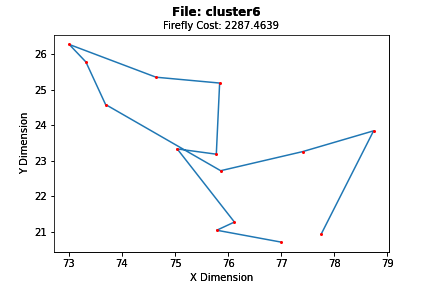 File: cluster6
Firefly Cost: 2287.4639
Y Dimension
26
25
24
23
22
21
73 74 75 76 77 78 79
X Dimension